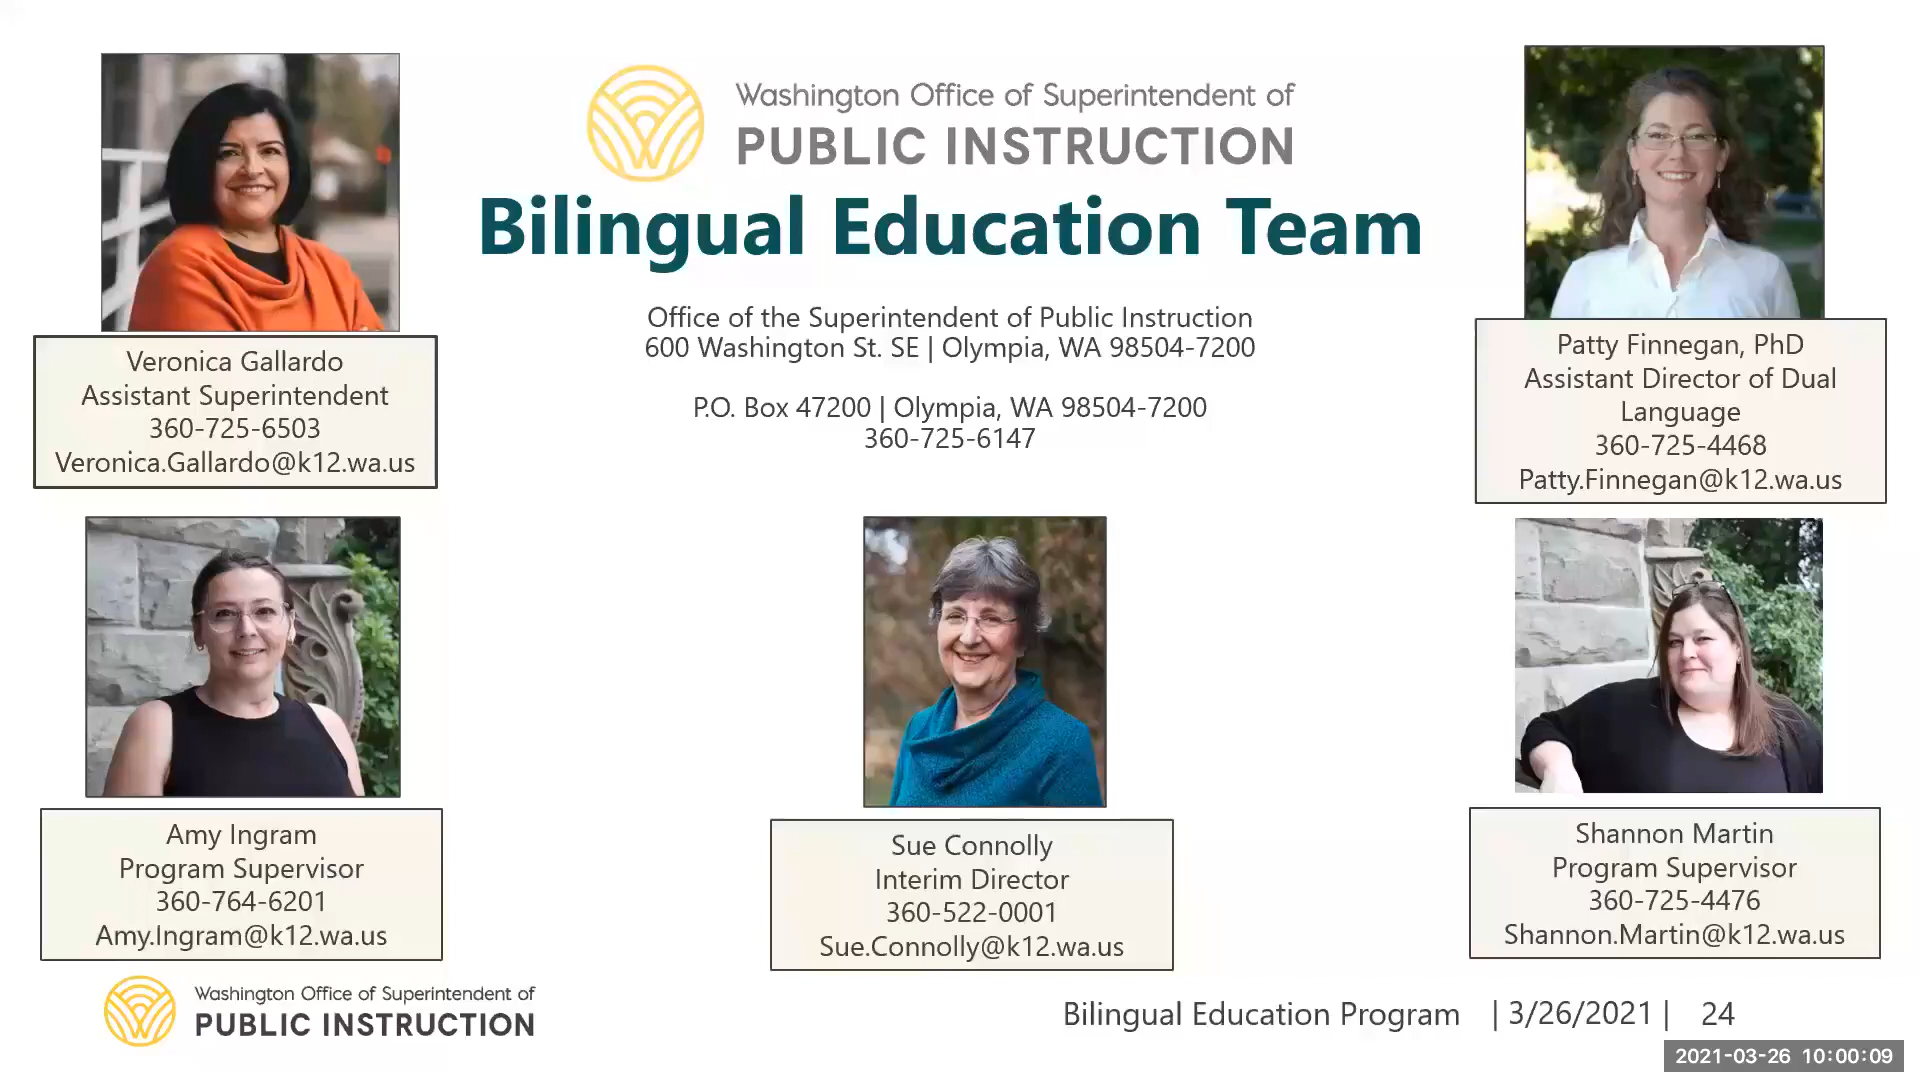 Washington Office of Superintendent of
PUBLIC INSTRUCTION
Bilingual Education Team
Office of the Superintendent of Public Instruction
600 Washington St. SE | Olympia, WA 98504-7200
P.O. Box 47200 | Olympia, WA 98504-7200
360-725-6147
Veronica Gallardo
Assistant Superintendent
360-725-6503
Veronica.Gallardo@k12.wa.us
Patty Finnegan, PhD
Assistant Director of Dual
Language
360-725-4468
Patty.Finnegan@k12.wa.us
Amy Ingram
Program Supervisor
360-764-6201
Amy.Ingram@k12.wa.us
Sue Connolly
Interim Director
360-522-0001
Sue.Connolly@k12.wa.us
Shannon Martin
Program Supervisor
360-725-4476
Shannon.Martin@k12.wa.us
Washington Office of Superintendent of
PUBLIC INSTRUCTION
Bilingual Education Program | 3/26/2021 | 24
2021-03-26 10:00:09